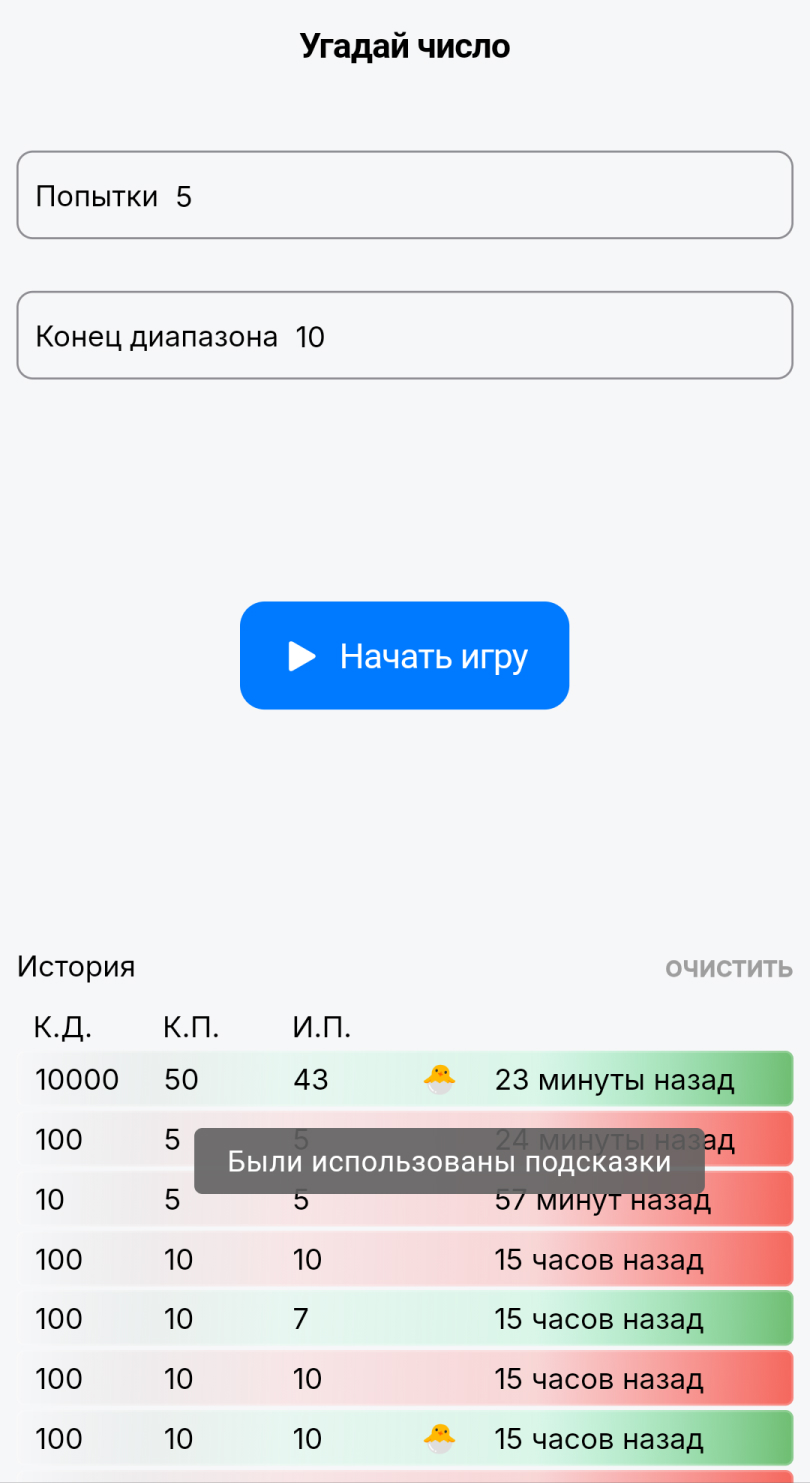 Угадай число
Попытки 5
Конец диапазона 10
Начать игру
История очистить
К.Д. К.П. И.П.
10000 50 43 🐣 23 минуты назад
100 5 5 24 минуты назад
Были использованы подсказки
10 5 5 57 минут назад
100 10 10 15 часов назад
100 10 7 15 часов назад
100 10 10 15 часов назад
100 10 10 🐣 15 часов назад